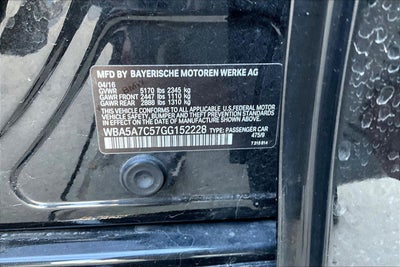 MFD BY BAYERISCHE MOTOREN WERKE AG
04/16
GVWR 5170 lbs 2345 kg
GAWR FRONT 2447 lbs 1110 kg
GAWR REAR 2888 lbs 1310 kg
THIS VEHICLE CONFORMS TO ALL APPLICABLE
VEHICLE SAFETY, BUMPER AND THEFT
U.S. FEDERAL MOTOR
PREVENTION STANDARDS IN EFFECT ON THE
DATE OF MANUFACTURE SHOWN ABOVE.
WBA5A7C57GG152228 TYPE: PASSENGER CAR
475/9